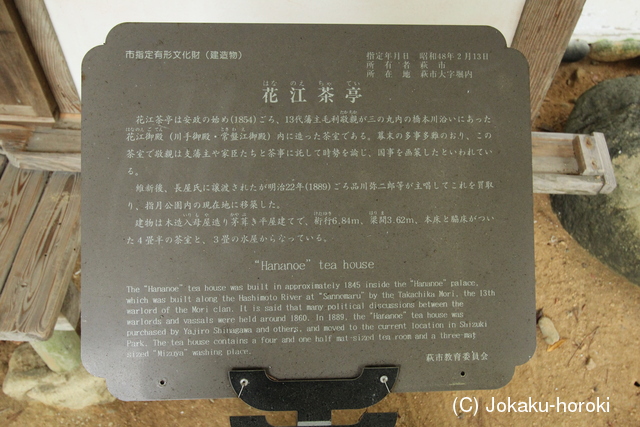 市指定有形文化財（建造物）
指定年月日 昭和48年2月13日
所有者 萩市
所在地 萩市大字堀内
はな の え ちゃ てい
花江茶亭
花江茶亭は安政の始め(1854)ごろ、13代藩主毛利敬親が三の丸内の橋本川沿いにあった
花江御殿（川手御殿・常盤江御殿）内に造った茶室である。幕末の多事多難のおり、この
茶室で敬親は支藩主や家臣たちと茶事に託して時勢を論じ、国事を画策したといわれてい
る。
維新後、長屋氏に譲渡されたが明治22年(1889)ごろ品川弥二郎等が主唱してこれを買取
り、指月公園内の現在地に移築した。
建物は木造入母屋造り茅葺き平屋建てで、桁行6.84m、梁間3.62m、本床と脇床がつい
た4畳半の茶室と、3畳の水屋からなっている。
"Hananoe" tea house
The "Hananoe" tea house was built in approximately 1845 inside the "Hananoe" palace,
which was built along the Hashimoto River at "Sannomaru" by the Takachika Mori, the 13th
warlord of the Mori clan. It is said that many political discussions between the
warlords and vassals were held around 1860. In 1889, the "Hananoe" tea house was
purchased by Yajiro Shinagawa and others, and moved to the current location in Shizuki
Park. The tea house contains a four and one half mat-sized tea room and a three-mat
sized "Mizuya" washing place.
萩市教育委員会
(C) Jokaku-horoki